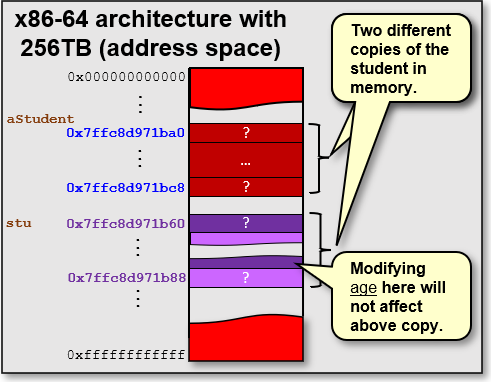 x86-64 architecture with
256TB (address space)
Two different
copies of the
student in
memory.
0x000000000000
⋮
aStudent
0x7ffc8d971ba0
?
⋮
...
0x7ffc8d971bc8
?
stu
0x7ffc8d971b60
?
⋮
0x7ffc8d971b88
?
⋮
Modifying
age here will
not affect
above copy.
0xffffffffffff